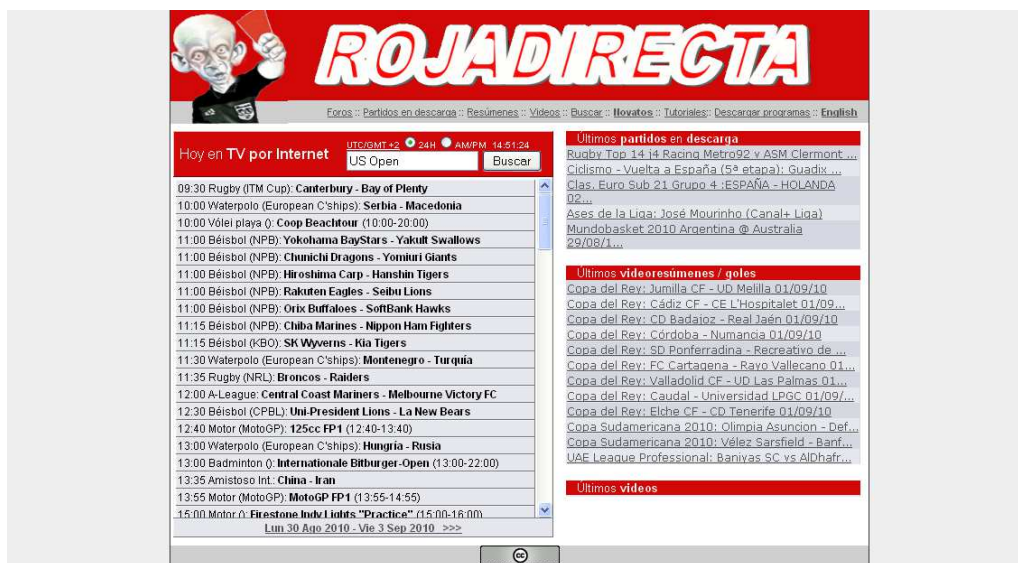 ROJADIRECTA
Foros :: Partidos en descarga :: Resúmenes :: Videos :: Buscar :: Novatos :: Tutoriales:: Descargar programas :: English
Hoy en TV por Internet
UTC/GMT +2 24H AM/PM 14:51:24
US Open Buscar
09:30 Rugby (ITM Cup): Canterbury - Bay of Plenty
10:00 Waterpolo (European C'ships): Serbia - Macedonia
10:00 Vólei playa (): Coop Beachtour (10:00-20:00)
11:00 Béisbol (NPB): Yokohama BayStars - Yakult Swallows
11:00 Béisbol (NPB): Chunichi Dragons - Yomiuri Giants
11:00 Béisbol (NPB): Hiroshima Carp - Hanshin Tigers
11:00 Béisbol (NPB): Rakuten Eagles - Seibu Lions
11:00 Béisbol (NPB): Orix Buffaloes - SoftBank Hawks
11:15 Béisbol (NPB): Chiba Marines - Nippon Ham Fighters
11:15 Béisbol (KBO): SK Wyverns - Kia Tigers
11:30 Waterpolo (European C'ships): Montenegro - Turquía
11:35 Rugby (NRL): Broncos - Raiders
12:00 A-League: Central Coast Mariners - Melbourne Victory FC
12:30 Béisbol (CPBL): Uni-President Lions - La New Bears
12:40 Motor (MotoGP): 125cc FP1 (12:40-13:40)
13:00 Waterpolo (European C'ships): Hungría - Rusia
13:00 Badminton (): Internationale Bitburger-Open (13:00-22:00)
13:35 Amistoso Int.: China - Iran
13:55 Motor (MotoGP): MotoGP FP1 (13:55-14:55)
15:00 Motor (): Firestone Indy Lights "Practice" (15:00-16:00)
Lun 30 Ago 2010 - Vie 3 Sep 2010 >>>
Últimos partidos en descarga
Rugby Top 14 j4 Racing Metro92 v ASM Clermont ...
Ciclismo - Vuelta a España (5ª etapa): Guadix ...
Clas. Euro Sub 21 Grupo 4 :ESPAÑA - HOLANDA
02...
Ases de la Liga: José Mourinho (Canal+ Liga)
Mundobasket 2010 Argentina @ Australia
29/08/1...
Últimos videoresúmenes / goles
Copa del Rey: Jumilla CF - UD Melilla 01/09/10
Copa del Rey: Cádiz CF - CE L'Hospitalet 01/09...
Copa del Rey: CD Badajoz - Real Jaén 01/09/10
Copa del Rey: Córdoba - Numancia 01/09/10
Copa del Rey: SD Ponferradina - Recreativo de ...
Copa del Rey: FC Cartagena - Rayo Vallecano 01...
Copa del Rey: Valladolid CF - UD Las Palmas 01...
Copa del Rey: Caudal - Universidad LPGC 01/09/...
Copa del Rey: Elche CF - CD Tenerife 01/09/10
Copa Sudamericana 2010: Olimpia Asuncion - Def...
Copa Sudamericana 2010: Vélez Sarsfield - Banf...
UAE League Professional: Baniyas SC vs AlDhafr...
Últimos videos
cc